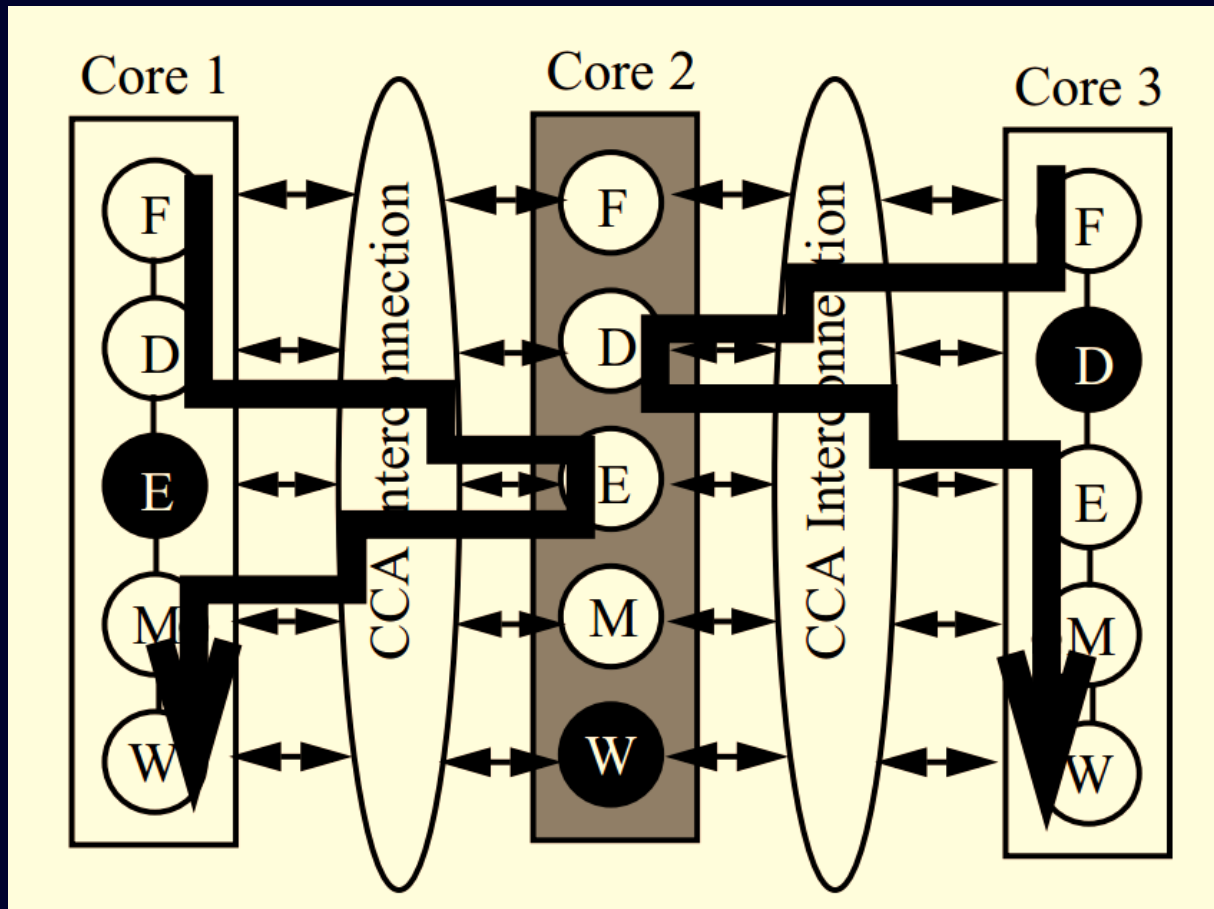 Core 1
Core 2
Core 3
F
D
E
M
W
CCA Interconnection
F
D
E
M
W
CCA Interconnection
F
D
E
M
W